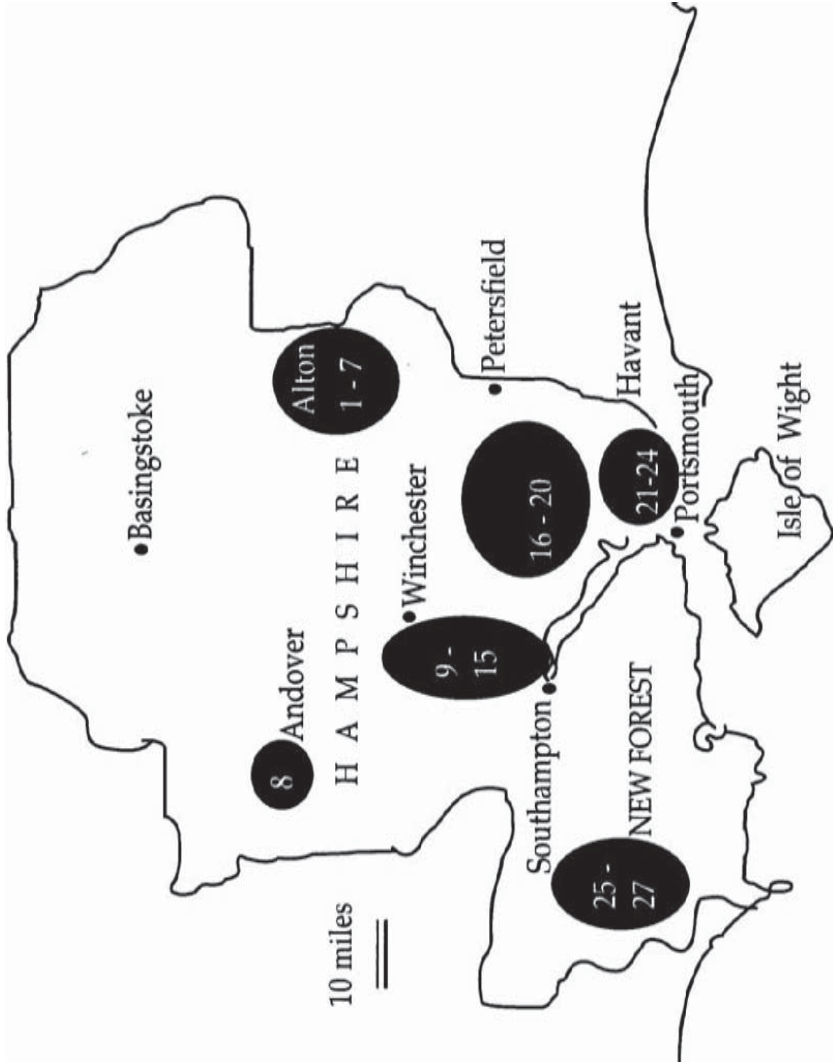 Basingstoke
8
Andover
Alton
1 - 7
HAMPSHIRE
10 miles
Winchester
9 -
15
Petersfield
16 - 20
Southampton
Havant
21-24
25 -
27
NEW FOREST
Portsmouth
Isle of Wight